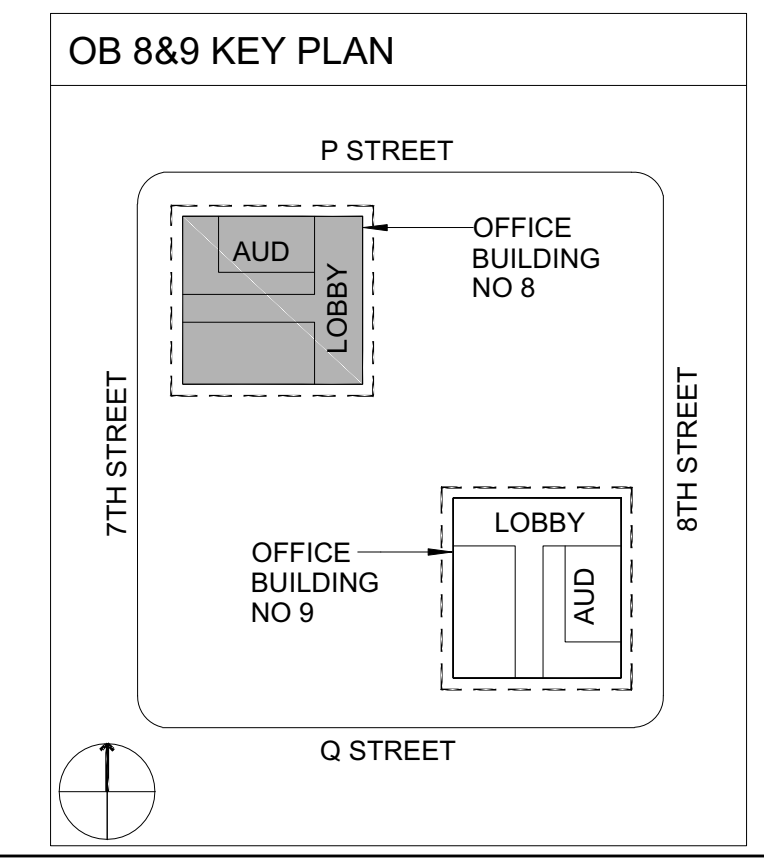 OB 8&9 KEY PLAN
P STREET
AUD
LOBBY
OFFICE
BUILDING
NO 8
7TH STREET
8TH STREET
LOBBY
AUD
OFFICE
BUILDING
NO 9
Q STREET